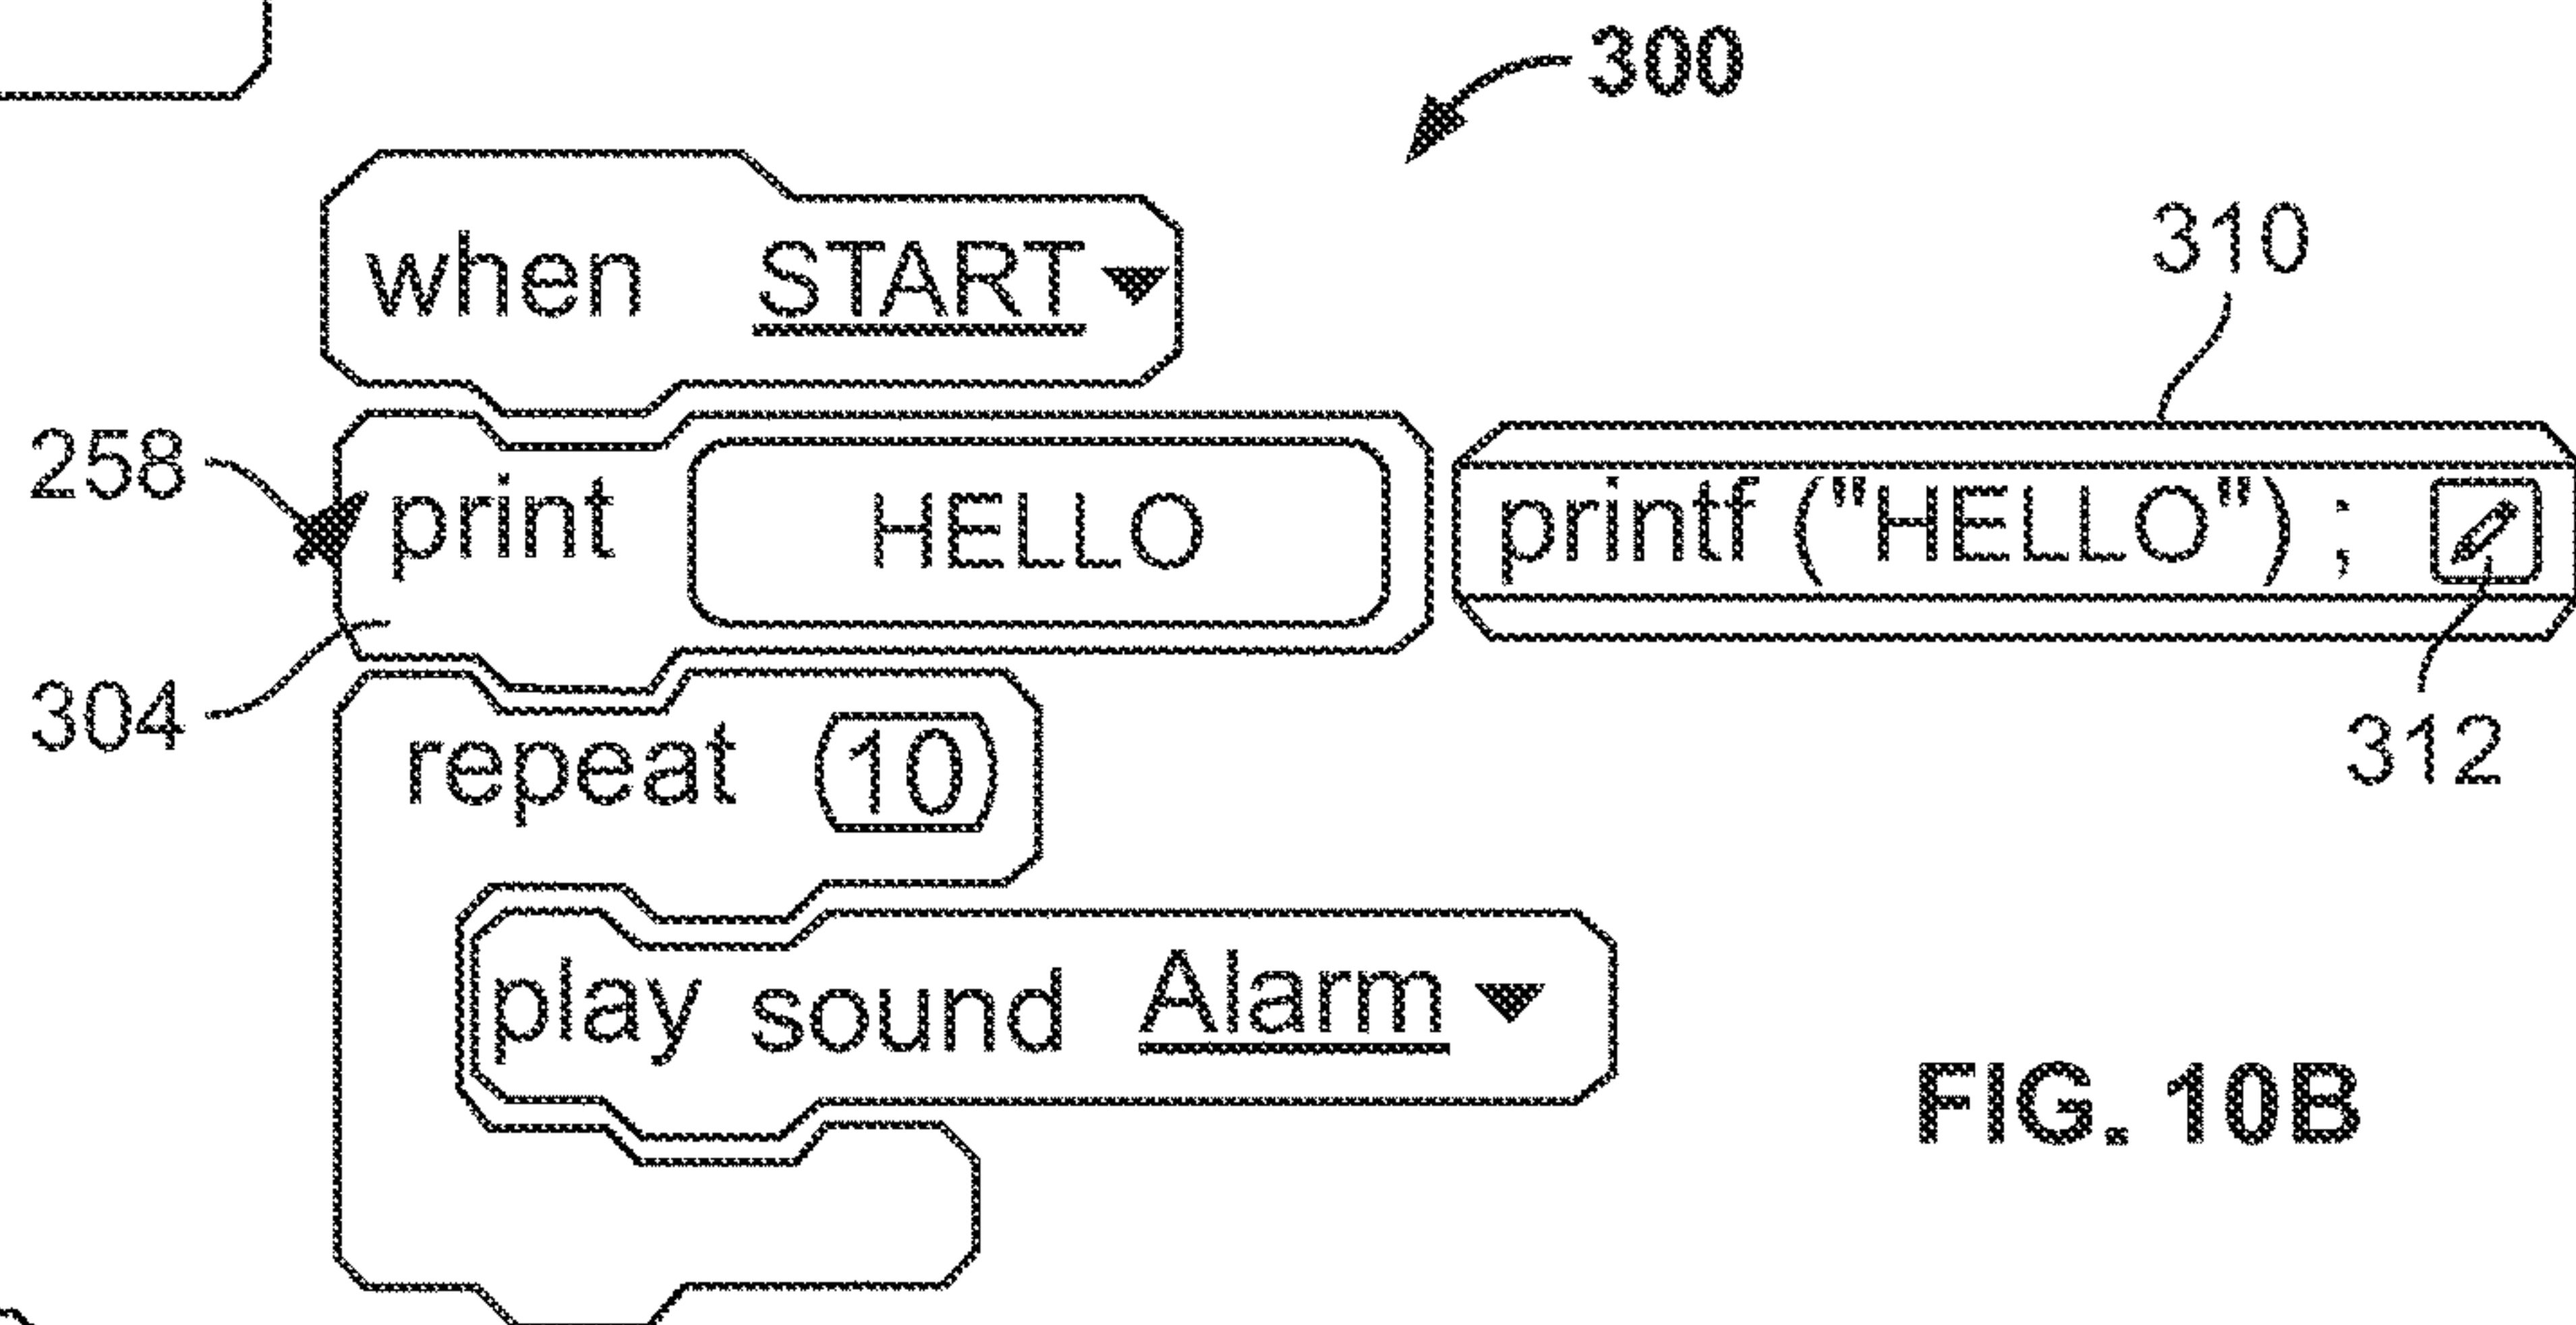 300
when START
310
258
print HELLO
printf ("HELLO") ;
304
312
repeat 10
play sound Alarm
FIG. 10B